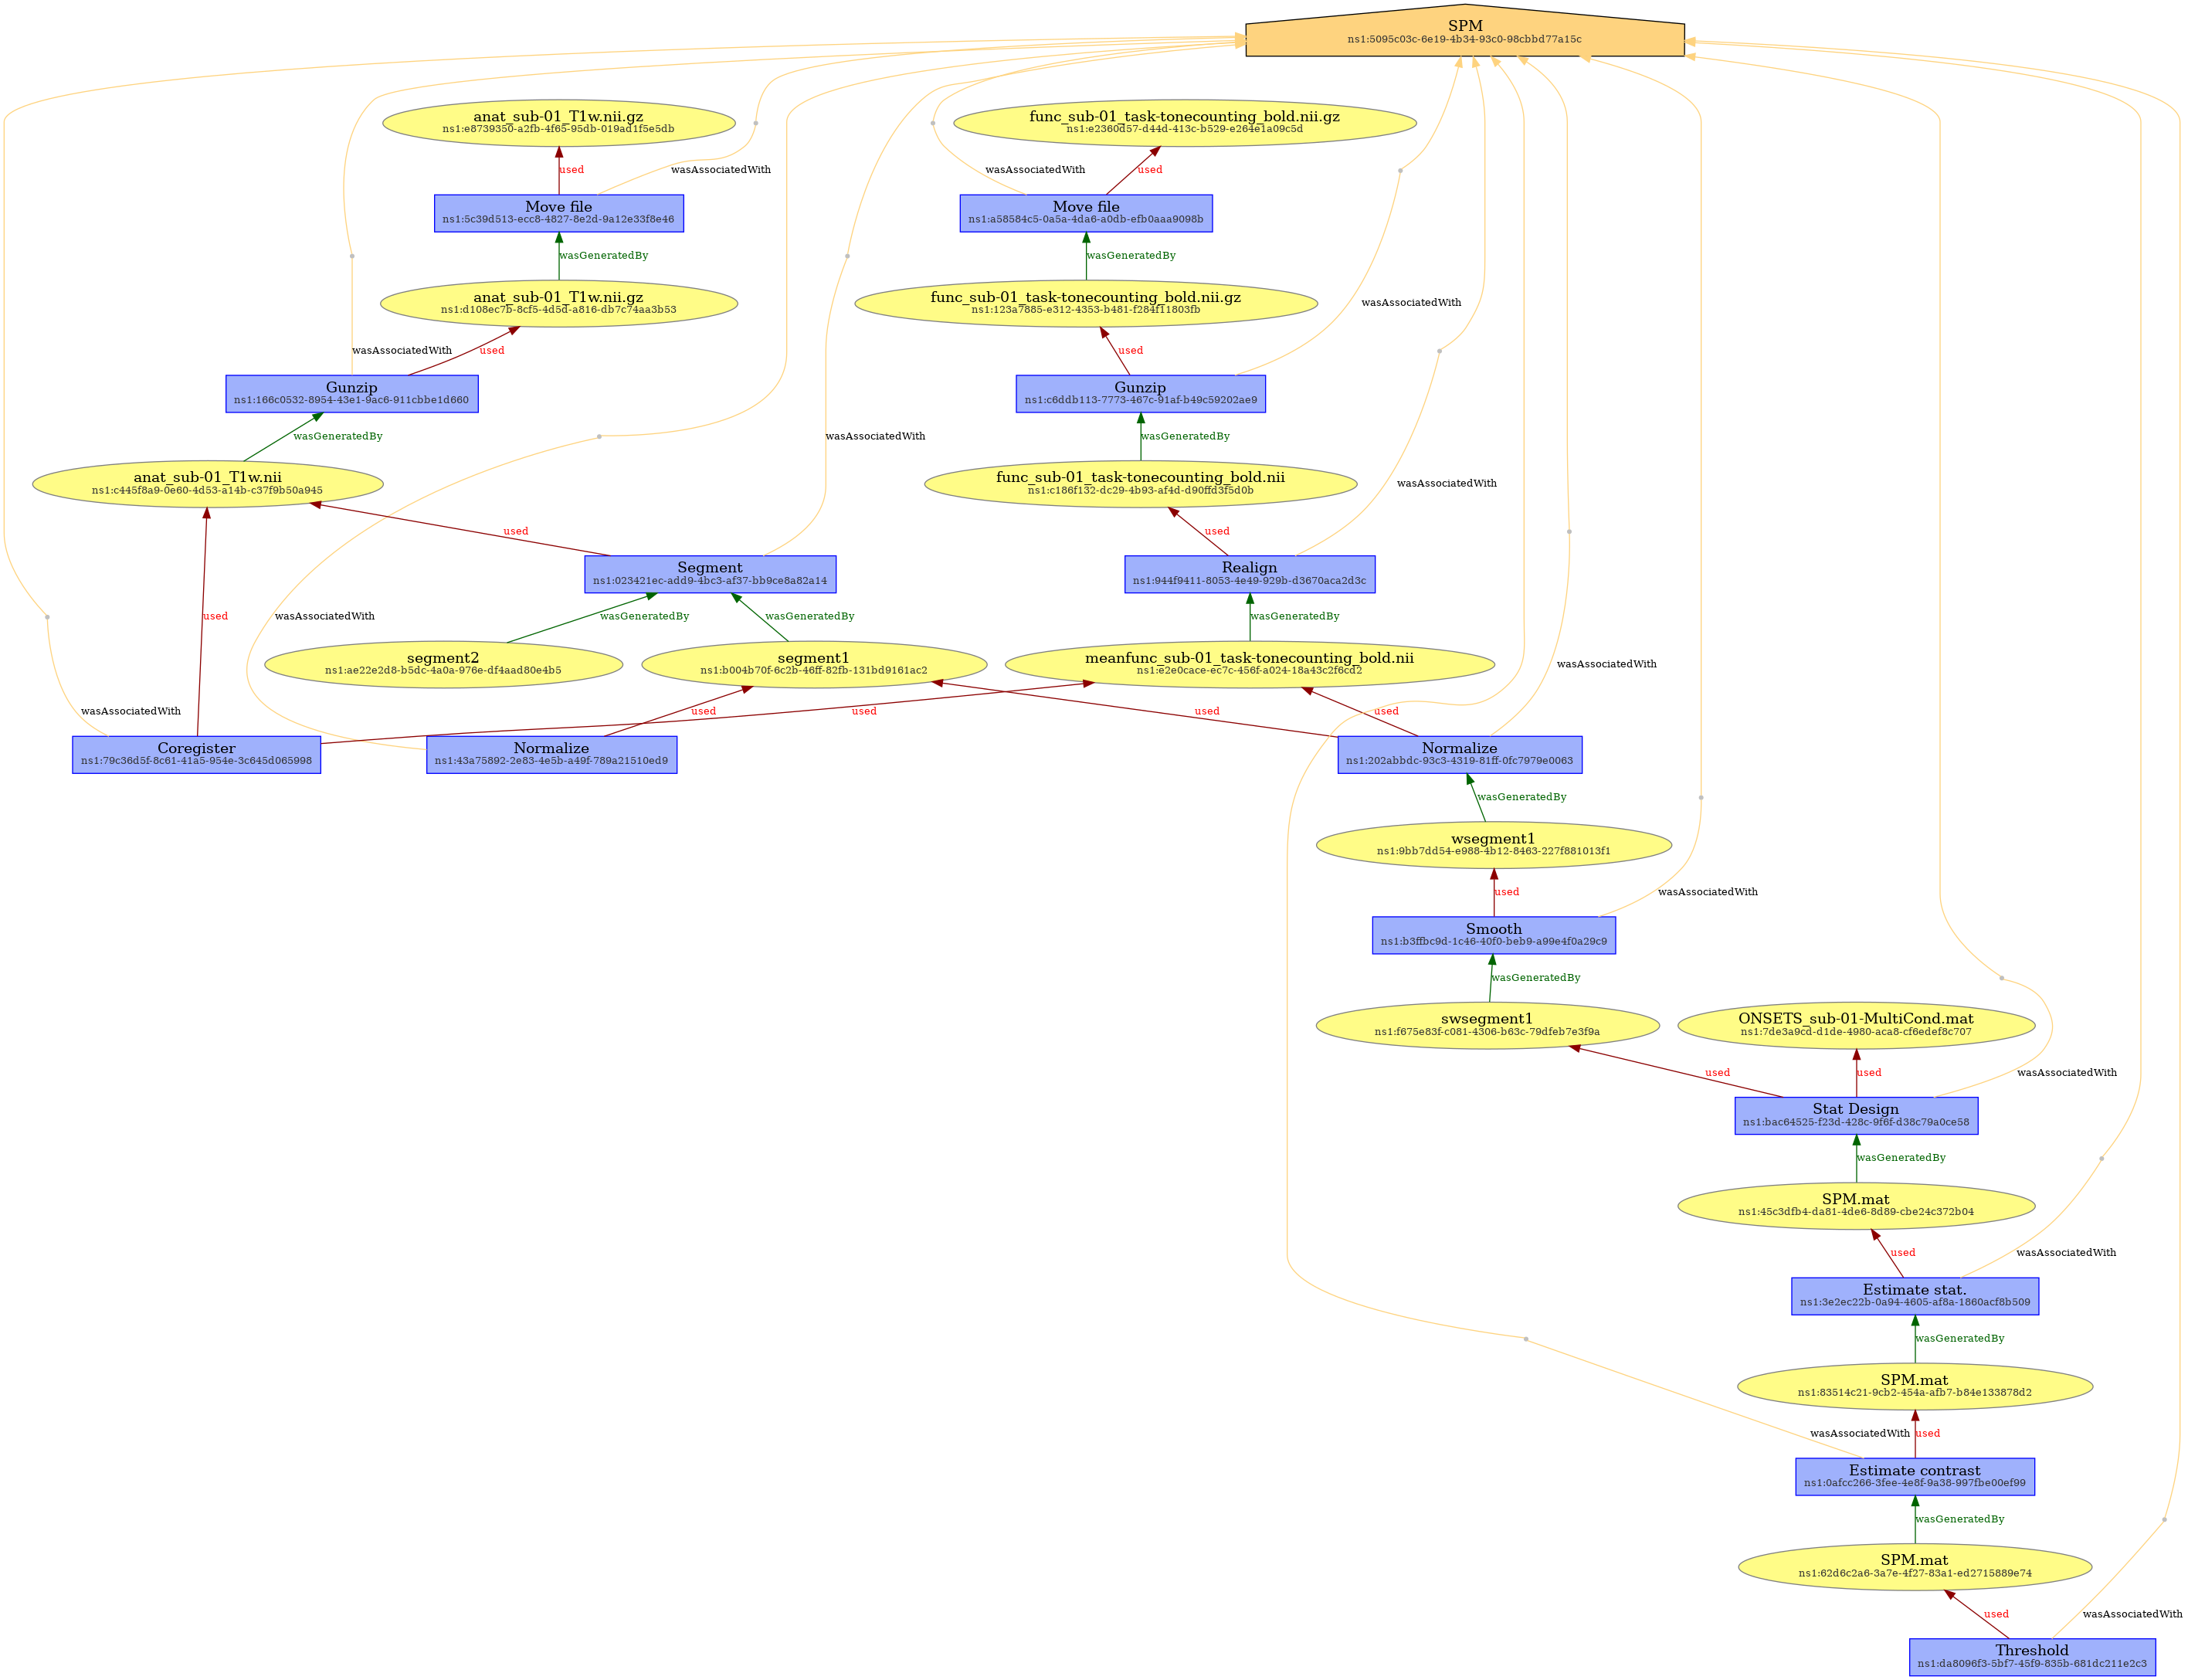 SPM
ns1:5095c03c-6e19-4b34-93c0-98cbbd77a15c
anat_sub-01_T1w.nii.gz
ns1:e8739350-a2fb-4f65-95db-019ad1f5e5db
func_sub-01_task-tonecounting_bold.nii.gz
ns1:e2360d57-d44d-413c-b529-e264e1a09c5d
used
wasAssociatedWith
wasAssociatedWith
used
Move file
ns1:5c39d513-ecc8-4827-8e2d-9a12e33f8e46
Move file
ns1:a58584c5-0a5a-4da6-a0db-efb0aaa9098b
wasGeneratedBy
wasGeneratedBy
anat_sub-01_T1w.nii.gz
ns1:d108ec7b-8cf5-4d5d-a816-db7c74aa3b53
func_sub-01_task-tonecounting_bold.nii.gz
ns1:123a7885-e312-4353-b481-f284f11803fb
wasAssociatedWith
wasAssociatedWith
used
used
Gunzip
ns1:166c0532-8954-43e1-9ac6-911cbbe1d660
Gunzip
ns1:c6ddb113-7773-467c-91af-b49c59202ae9
wasGeneratedBy
wasAssociatedWith
wasGeneratedBy
anat_sub-01_T1w.nii
ns1:c445f8a9-0e60-4d53-a14b-c37f9b50a945
func_sub-01_task-tonecounting_bold.nii
ns1:c186f132-dc29-4b93-af4d-d90ffd3f5d0b
wasAssociatedWith
used
used
Segment
ns1:023421ec-add9-4bc3-af37-bb9ce8a82a14
Realign
ns1:944f9411-8053-4e49-929b-d3670aca2d3c
used
wasAssociatedWith
wasGeneratedBy
wasGeneratedBy
wasGeneratedBy
segment2
ns1:ae22e2d8-b5dc-4a0a-976e-df4aad80e4b5
segment1
ns1:b004b70f-6c2b-46ff-82fb-131bd9161ac2
meanfunc_sub-01_task-tonecounting_bold.nii
ns1:e2e0cace-ec7c-456f-a024-18a43c2f6cd2
wasAssociatedWith
wasAssociatedWith
used
used
used
used
Coregister
ns1:79c36d5f-8c61-41a5-954e-3c645d065998
Normalize
ns1:43a75892-2e83-4e5b-a49f-789a21510ed9
Normalize
ns1:202abbdc-93c3-4319-81ff-0fc7979e0063
wasGeneratedBy
wsegment1
ns1:9bb7dd54-e988-4b12-8463-227f881013f1
used
wasAssociatedWith
Smooth
ns1:b3ffbc9d-1c46-40f0-beb9-a99e4f0a29c9
wasGeneratedBy
swsegment1
ns1:f675e83f-c081-4306-b63c-79dfeb7e3f9a
ONSETS_sub-01-MultiCond.mat
ns1:7de3a9cd-d1de-4980-aca8-cf6edef8c707
used
used
wasAssociatedWith
Stat Design
ns1:bac64525-f23d-428c-9f6f-d38c79a0ce58
wasGeneratedBy
SPM.mat
ns1:45c3dfb4-da81-4de6-8d89-cbe24c372b04
used
wasAssociatedWith
Estimate stat.
ns1:3e2ec22b-0a94-4605-af8a-1860acf8b509
wasGeneratedBy
SPM.mat
ns1:83514c21-9cb2-454a-afb7-b84e133878d2
wasAssociatedWith
used
Estimate contrast
ns1:0afcc266-3fee-4e8f-9a38-997fbe00ef99
wasGeneratedBy
SPM.mat
ns1:62d6c2a6-3a7e-4f27-83a1-ed2715889e74
used
wasAssociatedWith
Threshold
ns1:da8096f3-5bf7-45f9-835b-681dc211e2c3